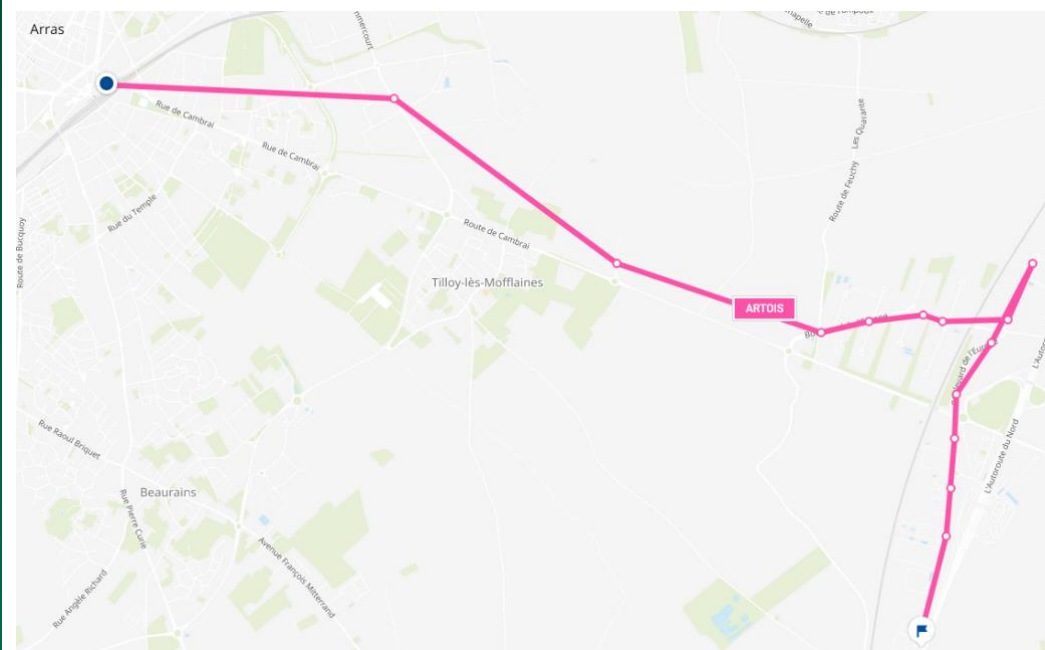 Arras
Rue de Cambrai
Rue de Cambrai
Les Quarante
Route de Feuchy
Rue du Temple
Route de Bucquoy
Route de Cambrai
Tilloy-lès-Mofflaines
ARTOIS
L'Autoroute du Nord
Rue Raoul Briquet
Beaurains
Rue Pierre Curie
Avenue François Mitterrand
Rue Angèle Richard